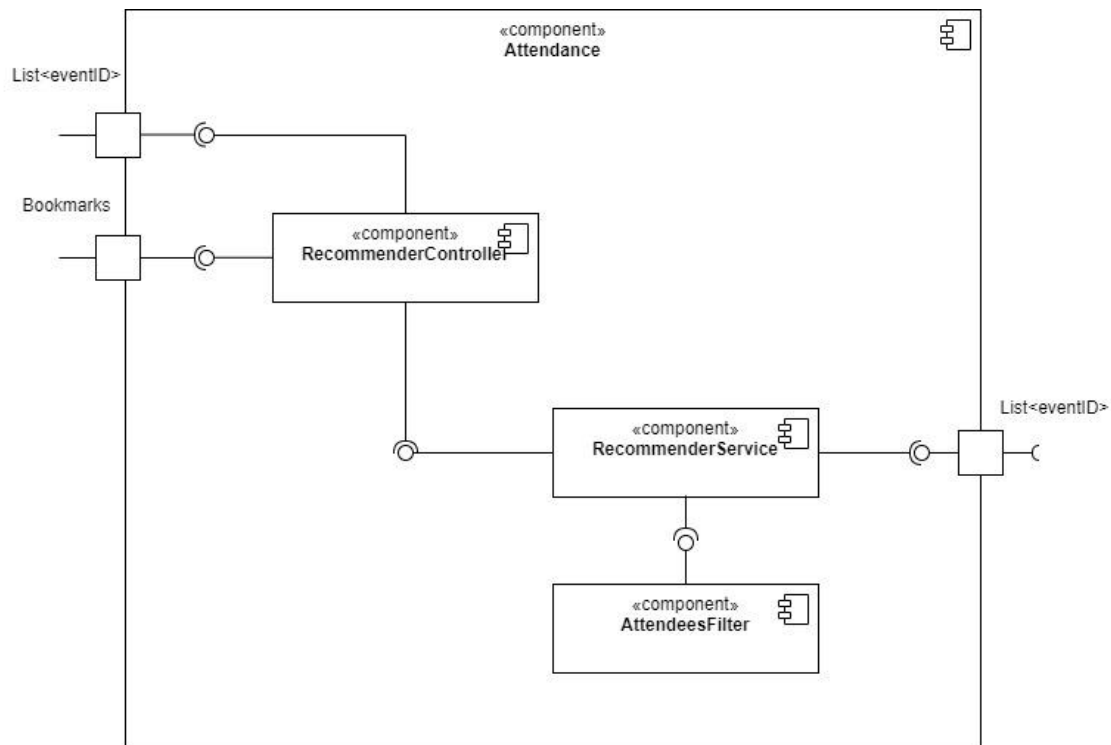 «component»
Attendance
List<eventID>
Bookmarks
«component»
RecommenderController
List<eventID>
«component»
RecommenderService
«component»
AttendeesFilter